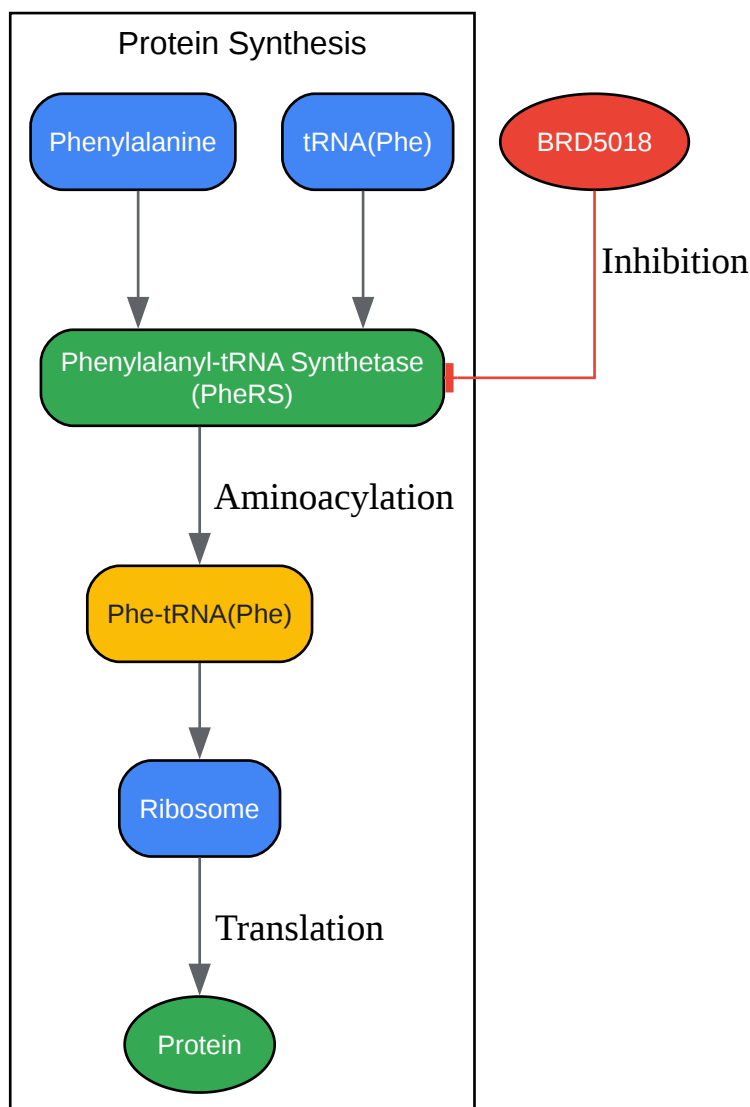 Protein Synthesis
Phenylalanine
tRNA(Phe)
BRD5018
Inhibition
Phenylalanyl-tRNA Synthetase
(PheRS)
Aminoacylation
Phe-tRNA(Phe)
Ribosome
Translation
Protein